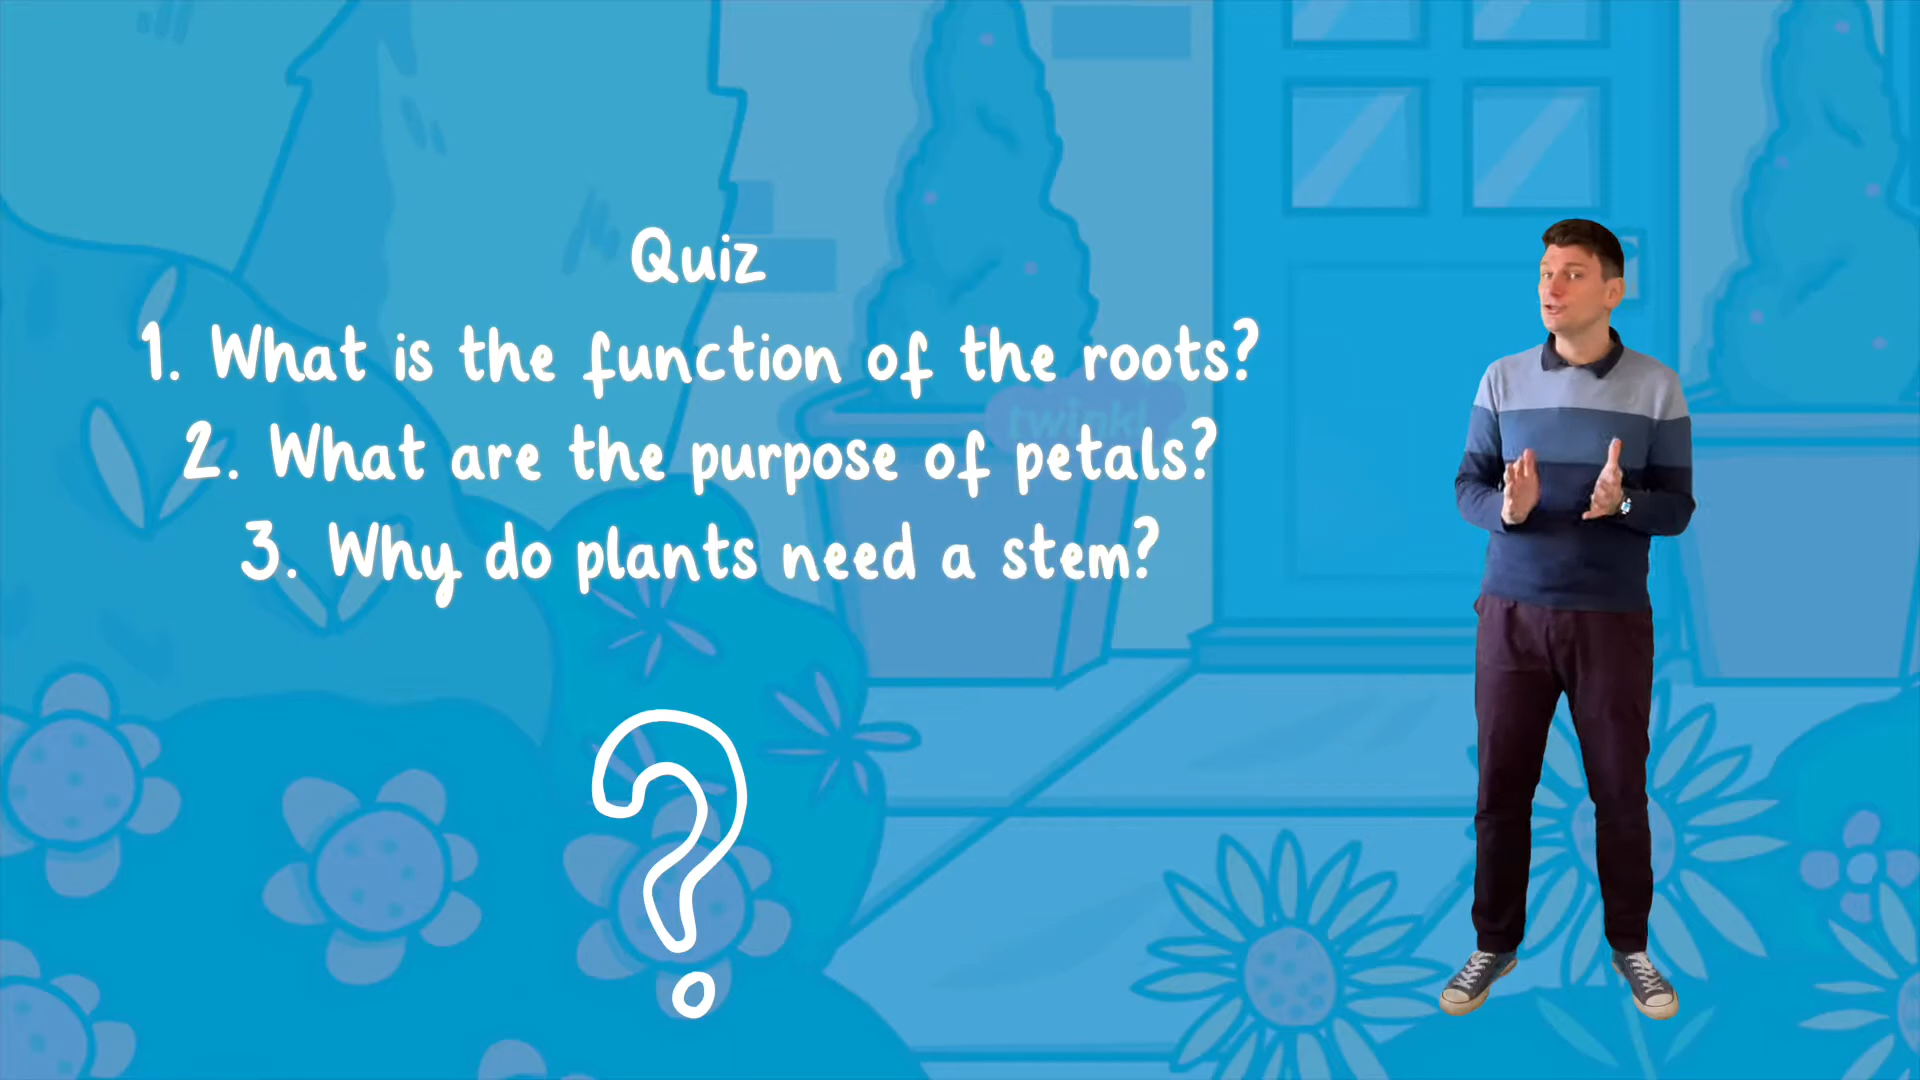 Quiz
1. What is the function of the roots?
2. What are the purpose of petals?
3. Why do plants need a stem?
twinkl